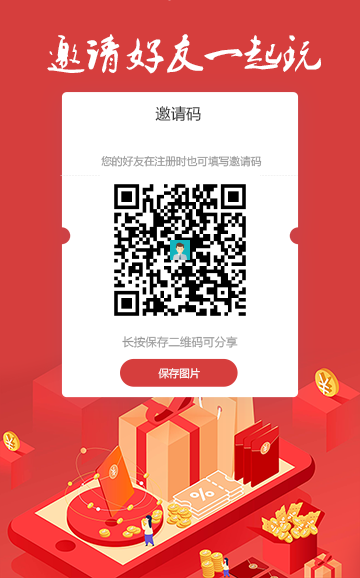 邀请好友一起玩
邀请码
您的好友在注册时也可填写邀请码
长按保存二维码可分享
保存图片